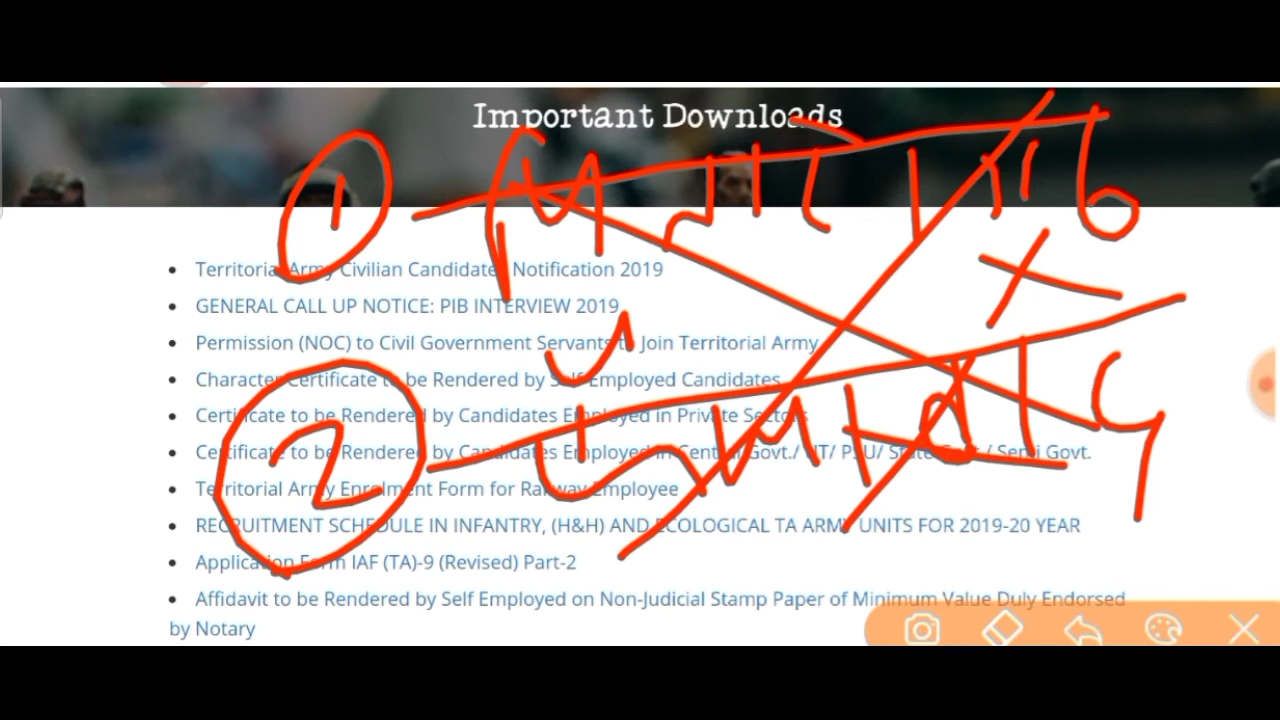 Important Downloads
①
• Territorial Army Civilian Candidates Notification 2019
• GENERAL CALL UP NOTICE: PIB INTERVIEW 2019
• Permission (NOC) to Civil Government Servants to Join Territorial Army
• Character Certificate to be Rendered by Self Employed Candidates
②
• Certificate to be Rendered by Candidates Employed in Private Sectors
• Certificate to be Rendered by Candidates Employed in Central Govt./ UT/ PSU/ State Govt./ Semi Govt.
• Territorial Army Enrolment Form for Railway Employee
• RECRUITMENT SCHEDULE IN INFANTRY, (H&H) AND ECOLOGICAL TA ARMY UNITS FOR 2019-20 YEAR
• Application Form IAF (TA)-9 (Revised) Part-2
• Affidavit to be Rendered by Self Employed on Non-Judicial Stamp Paper of Minimum Value Duly Endorsed
by Notary